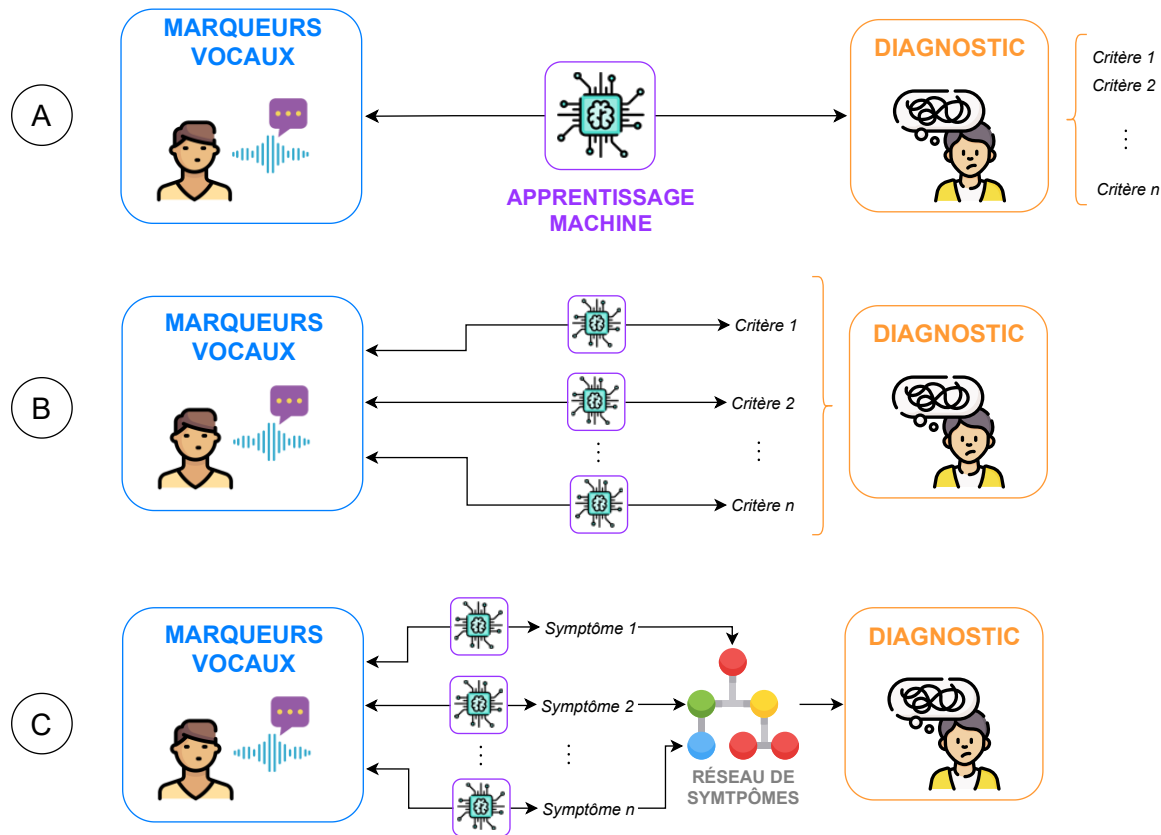 A
MARQUEURS
VOCAUX
APPRENTISSAGE
MACHINE
DIAGNOSTIC
Critère 1
Critère 2
Critère n
B
MARQUEURS
VOCAUX
Critère 1
Critère 2
Critère n
DIAGNOSTIC
C
MARQUEURS
VOCAUX
Symptôme 1
Symptôme 2
Symptôme n
RÉSEAU DE
SYMTPÔMES
DIAGNOSTIC